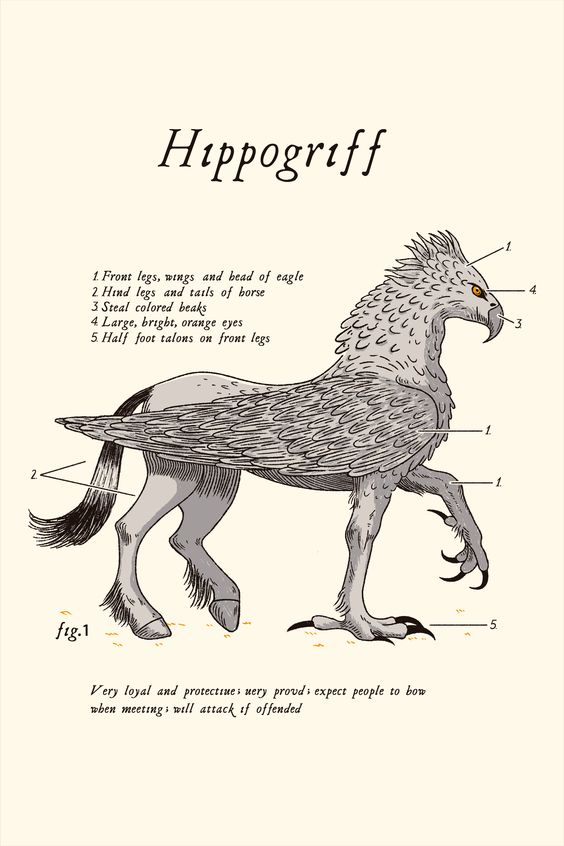 Hippogriff
1. Front legs, wings and head of eagle
2. Hind legs and tails of horse
3. Steal colored beaks
4. Large, bright, orange eyes
5. Half foot talons on front legs
1.
4.
3.
1.
2.
1.
5.
fig.1
Very loyal and protective; very proud; expect people to bow
when meeting; will attack if offended